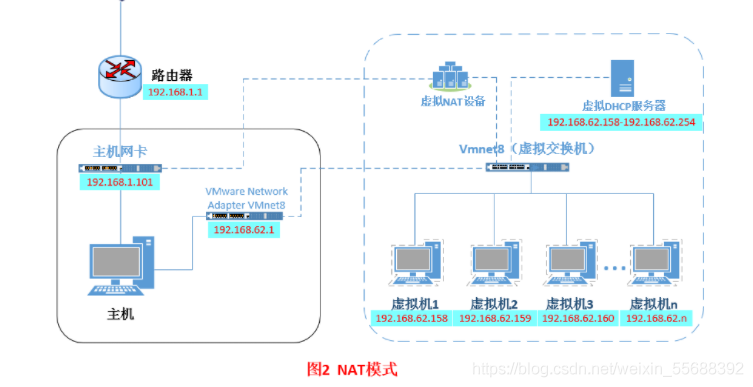 路由器
192.168.1.1
虚拟NAT设备
虚拟DHCP服务器
192.168.62.158-192.168.62.254
主机网卡
192.168.1.101
Vmnet8（虚拟交换机）
VMware Network
Adapter VMnet8
192.168.62.1
主机
虚拟机1
192.168.62.158
虚拟机2
192.168.62.159
虚拟机3
192.168.62.160
虚拟机n
192.168.62.n
图2 NAT模式
https://blog.csdn.net/weixin_55688392